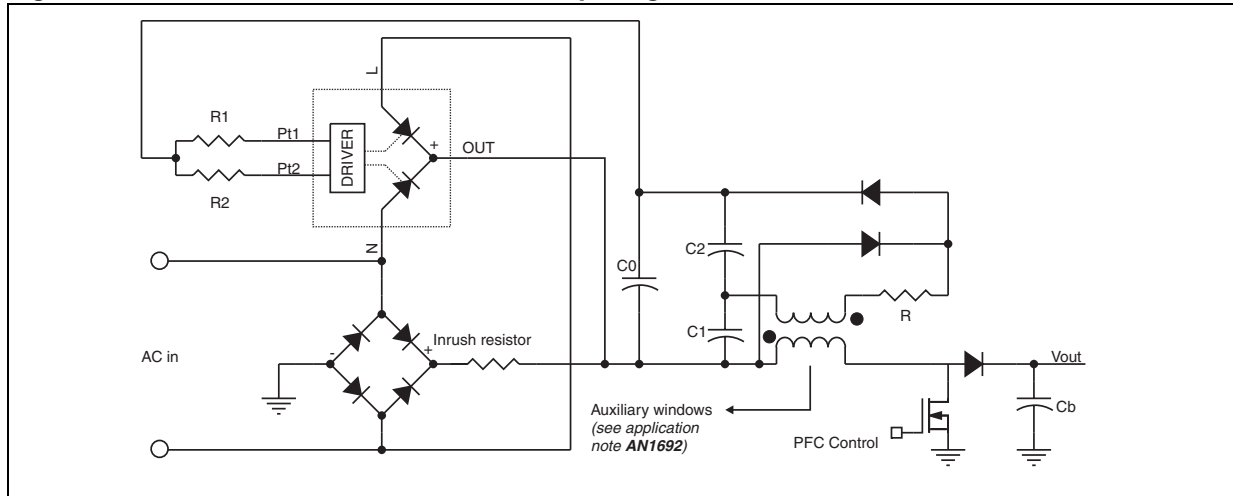 L
R1
Pt1
DRIVER
+
OUT
Pt2
R2
N
C2
C0
R
C1
AC in
-
+
Inrush resistor
Vout
Auxiliary windows
(see application
note AN1692)
Cb
PFC Control